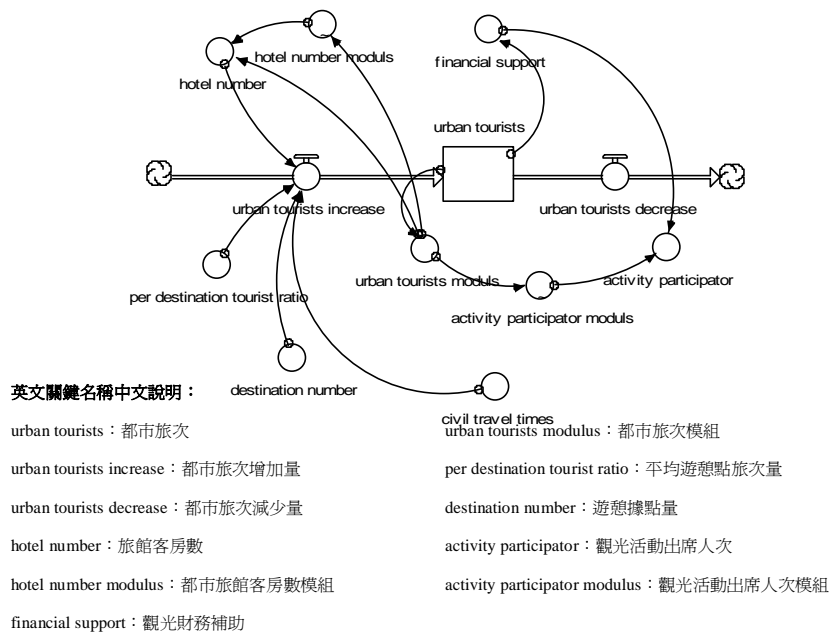 hotel number moduls
financial support
hotel number
urban tourists
urban tourists increase
urban tourists decrease
urban tourists moduls
activity participator
per destination tourist ratio
activity participator moduls
destination number
civil travel times
英文關鍵名稱中文說明：
urban tourists：都市旅次
urban tourists modulus：都市旅次模組
urban tourists increase：都市旅次增加量
per destination tourist ratio：平均遊憩點旅次量
urban tourists decrease：都市旅次減少量
destination number：遊憩據點量
hotel number：旅館客房數
activity participator：觀光活動出席人次
hotel number modulus：都市旅館客房數模組
activity participator modulus：觀光活動出席人次模組
financial support：觀光財務補助